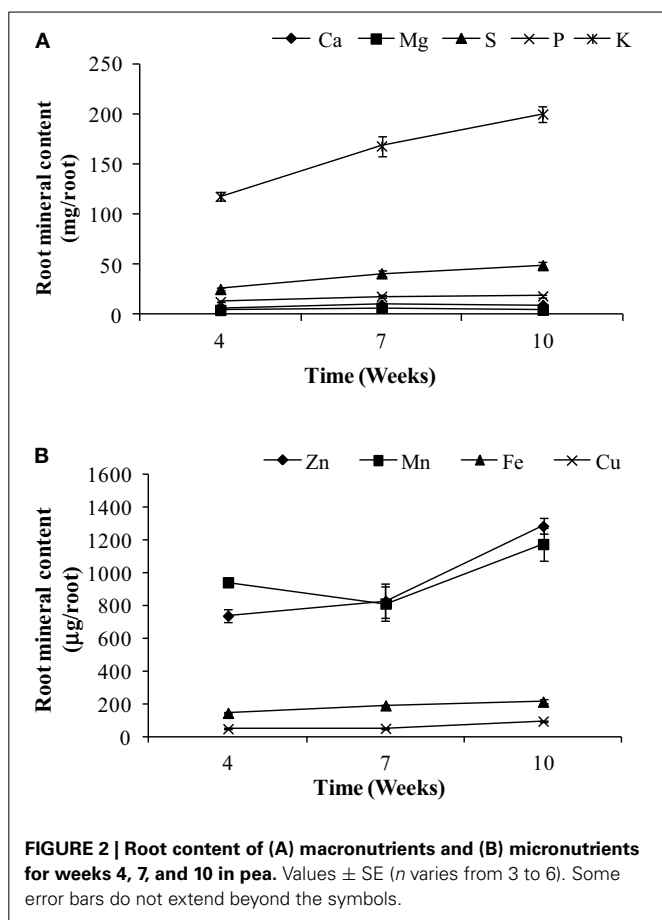 A
Ca Mg S P K
250
200
150
100
50
0
Root mineral content
(mg/root)
4 7 10
Time (Weeks)
B
Zn Mn Fe Cu
1600
1400
1200
1000
800
600
400
200
0
Root mineral content
(µg/root)
4 7 10
Time (Weeks)
FIGURE 2 | Root content of (A) macronutrients and (B) micronutrients
for weeks 4, 7, and 10 in pea. Values ± SE (n varies from 3 to 6). Some
error bars do not extend beyond the symbols.